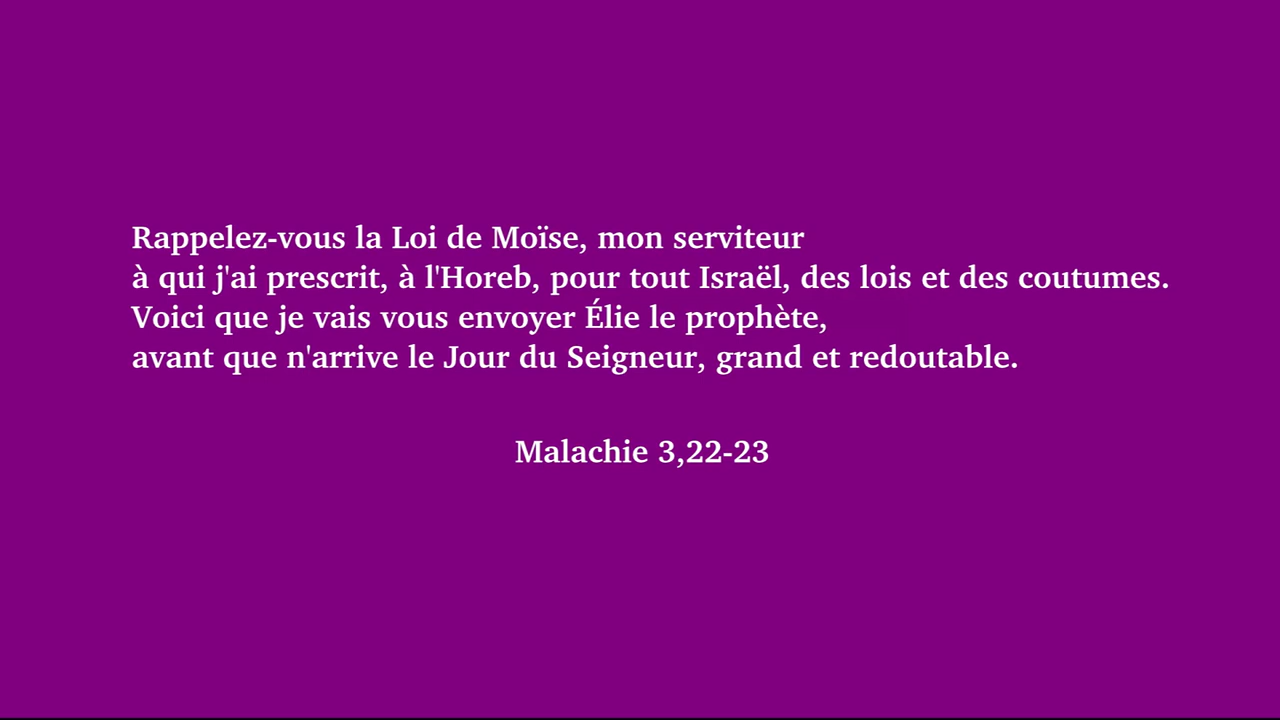 Rappelez-vous la Loi de Moïse, mon serviteur
à qui j'ai prescrit, à l'Horeb, pour tout Israël, des lois et des coutumes.
Voici que je vais vous envoyer Élie le prophète,
avant que n'arrive le Jour du Seigneur, grand et redoutable.
Malachie 3,22-23